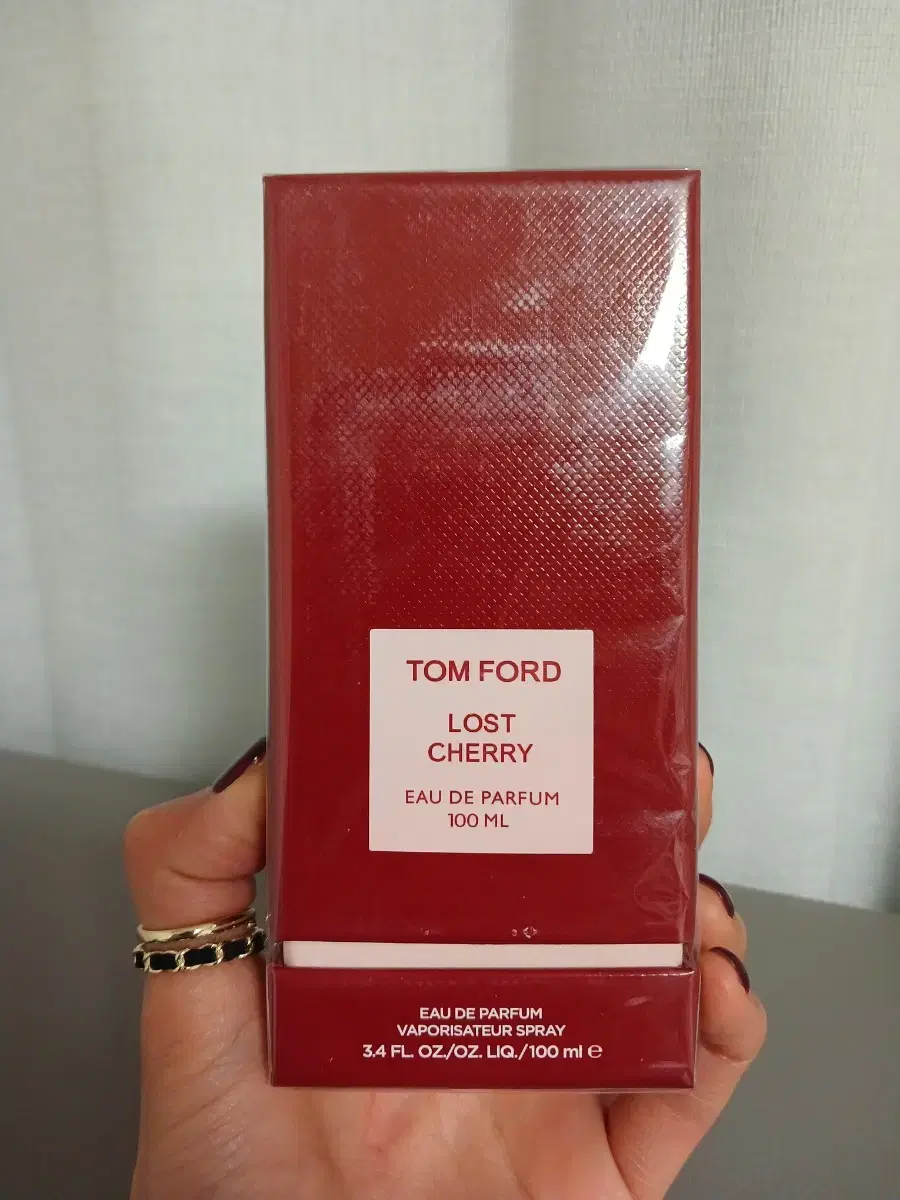 TOM FORD
LOST
CHERRY
EAU DE PARFUM
100 ML
EAU DE PARFUM
VAPORISATEUR SPRAY
3.4 FL. OZ./OZ. LIQ./100 ml ℮